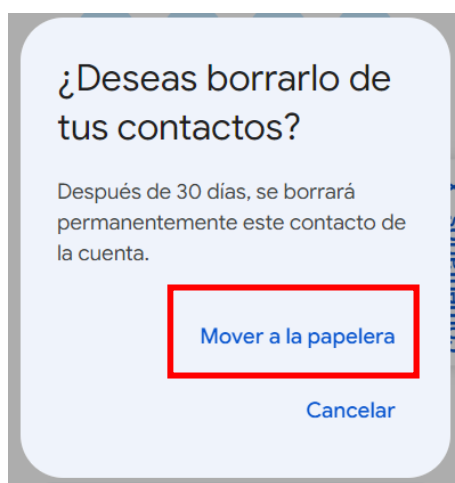 ¿Deseas borrarlo de
tus contactos?
Después de 30 días, se borrará
permanentemente este contacto de
la cuenta.
Mover a la papelera
Cancelar